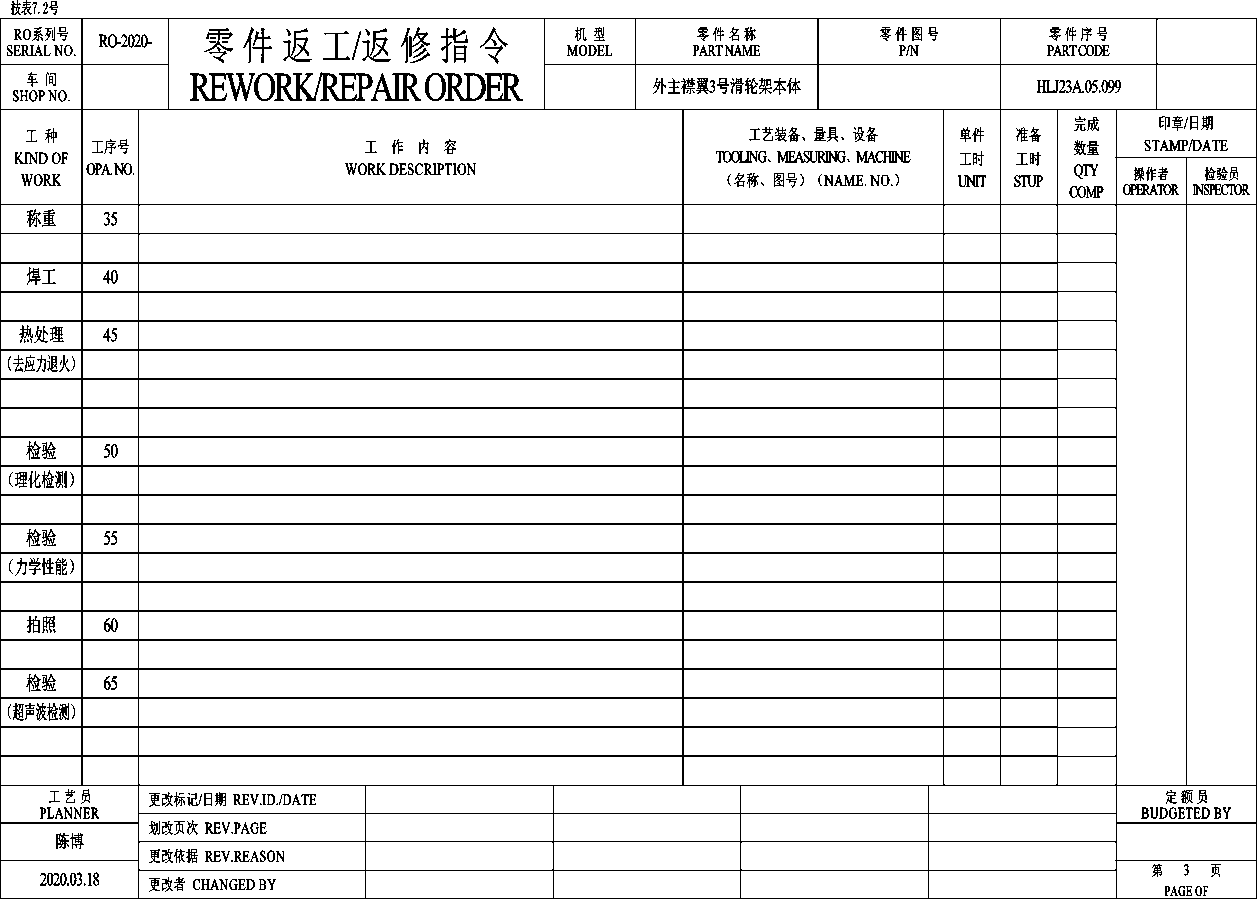 技表7.2号
RO系列号
SERIAL NO.
RO-2020-
零件返工/返修指令
REWORK/REPAIR ORDER
机 型
MODEL
零件名称
PART NAME
零件图号
P/N
零件序号
PART CODE
车 间
SHOP NO.
外主襟翼3号滑轮架本体
HLJ23A.05.099
工 种
KIND OF
WORK
工序号
OPA. NO.
工 作 内 容
WORK DESCRIPTION
工艺装备、量具、设备
TOOLING、MEASURING、MACHINE
（名称、图号）（NAME. NO.）
单件
工时
UNIT
准备
工时
STUP
完成
数量
QTY
COMP
印章/日期
STAMP/DATE
操作者
OPERATOR
检验员
INSPECTOR
称重 35
焊工 40
热处理 45
（去应力退火）
检验 50
（理化检测）
检验 55
（力学性能）
拍照 60
检验 65
（超声波检测）
工艺员
PLANNER
陈博
2020.03.18
更改标记/日期 REV.ID./DATE
划改页次 REV.PAGE
更改依据 REV.REASON
更改者 CHANGED BY
定额员
BUDGETED BY
第 3 页
PAGE OF